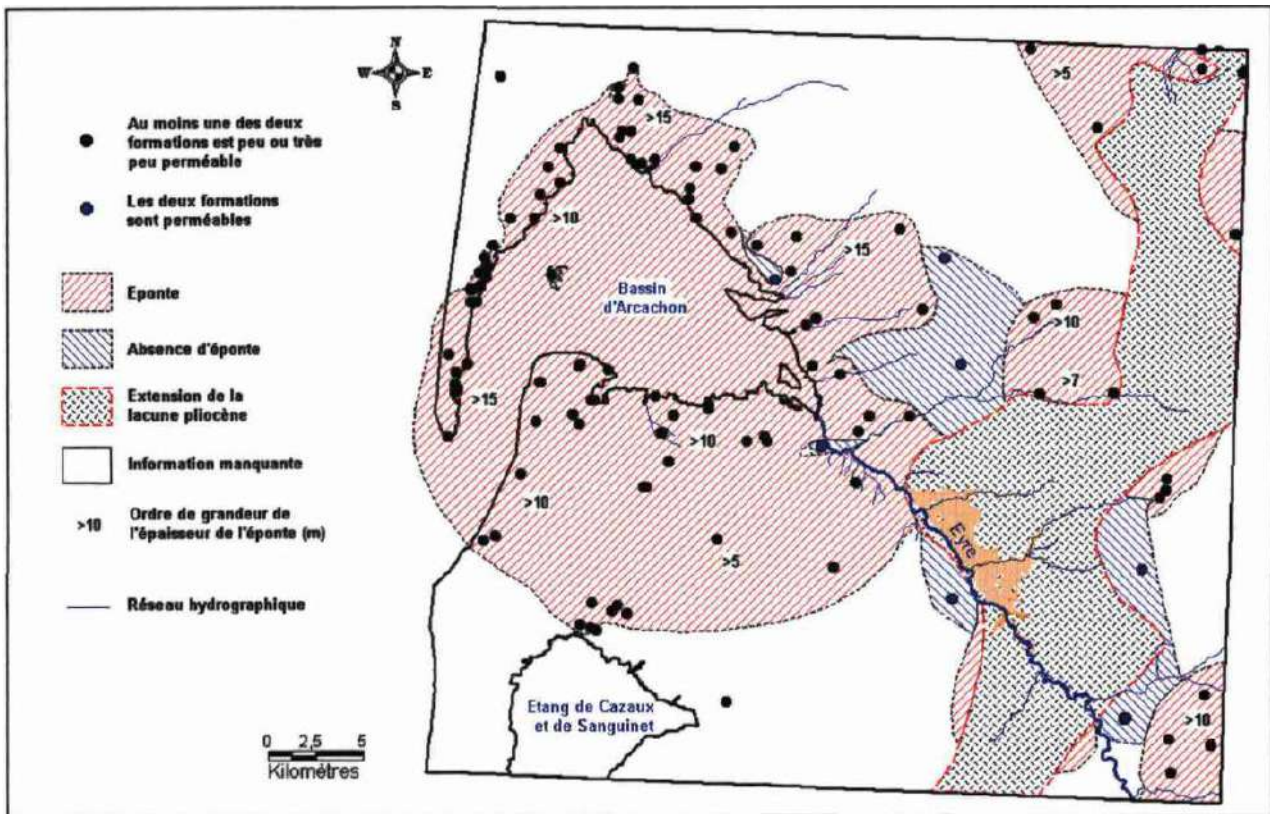 N
W E
S
Au moins une des deux
formations est peu ou très
peu perméable
Les deux formations
sont perméables
Eponte
Absence d'éponte
Extension de la
lacune pliocène
Information manquante
>10
Ordre de grandeur de
l'épaisseur de l'éponte (m)
Réseau hydrographique
0 2,5 5
Kilométres
>5
>15
>10
>15
Bassin
d'Arcachon
>10
>7
>15
>10
>10
Eyre
>5
Etang de Cazaux
et de Sanguinet
>10